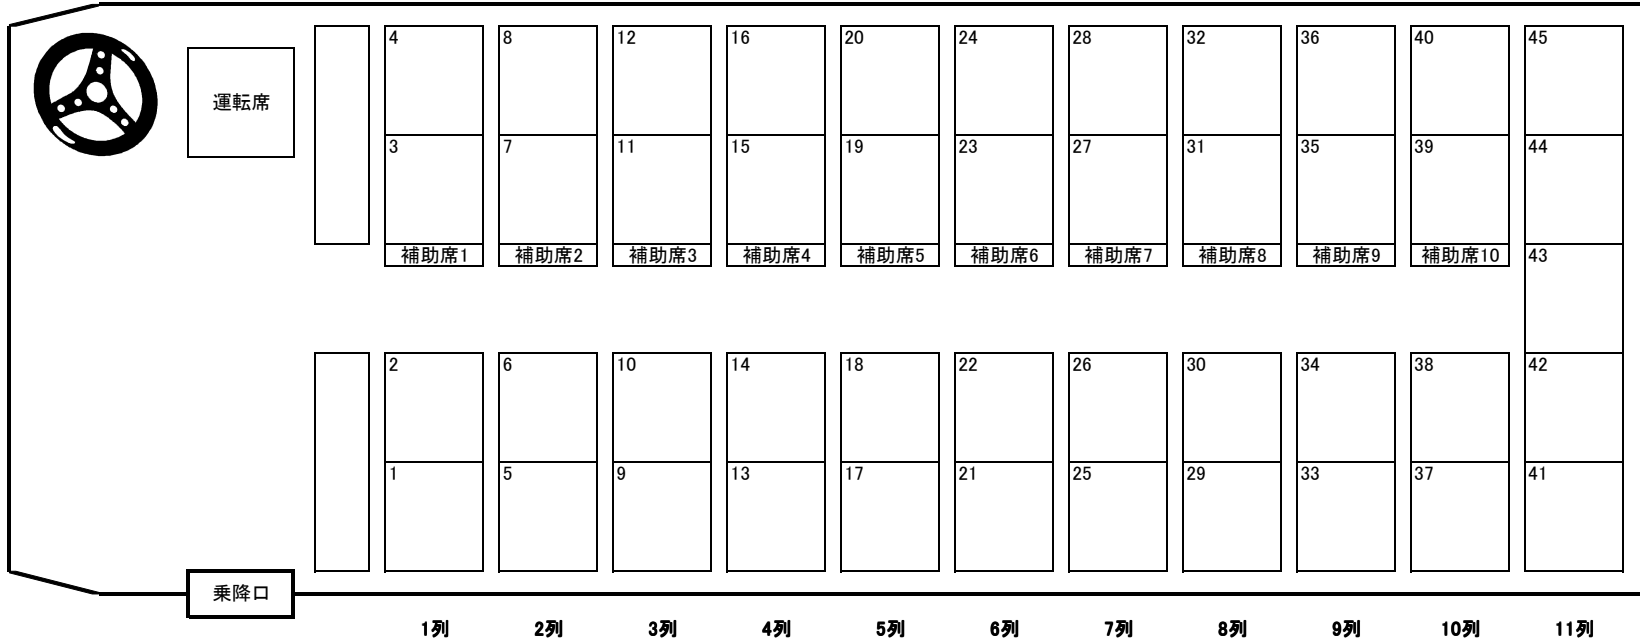 4 8 12 16 20 24 28 32 36 40 45
運転席
3 7 11 15 19 23 27 31 35 39 44
補助席1 補助席2 補助席3 補助席4 補助席5 補助席6 補助席7 補助席8 補助席9 補助席10 43
2 6 10 14 18 22 26 30 34 38 42
1 5 9 13 17 21 25 29 33 37 41
乗降口
1列 2列 3列 4列 5列 6列 7列 8列 9列 10列 11列